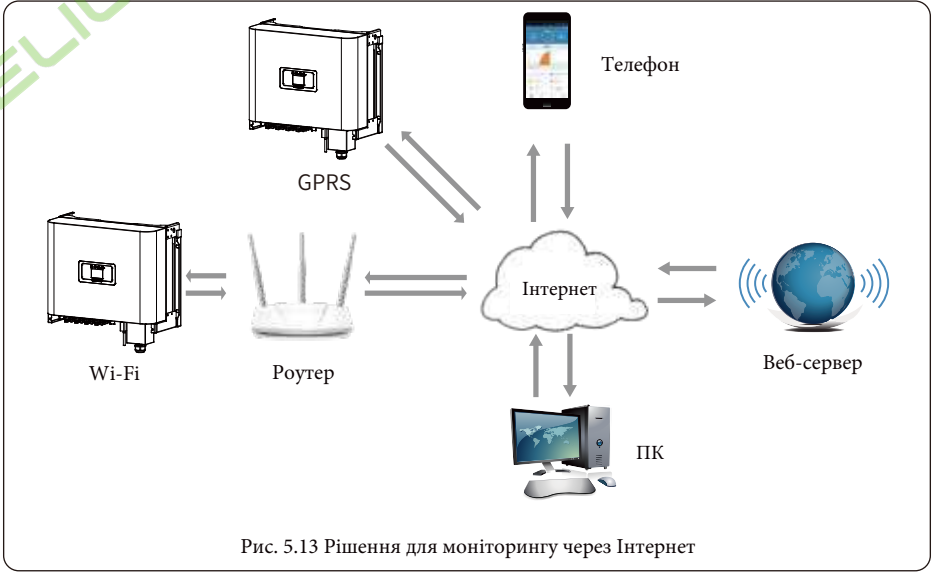 Телефон
GPRS
Інтернет
Wi-Fi
Роутер
Веб-сервер
ПК
Рис. 5.13 Рішення для моніторингу через Інтернет